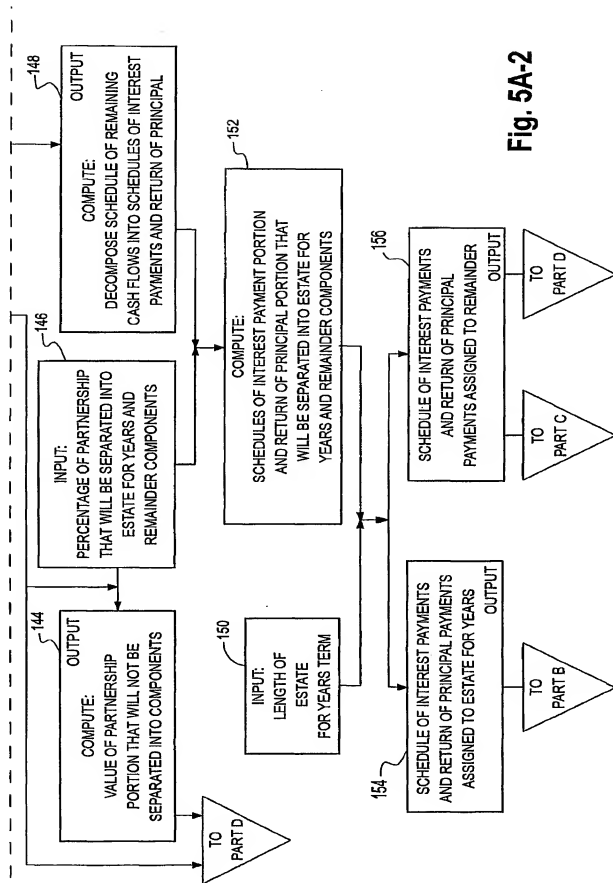 148
OUTPUT
COMPUTE:
DECOMPOSE SCHEDULE OF REMAINING
CASH FLOWS INTO SCHEDULES OF INTEREST
PAYMENTS AND RETURN OF PRINCIPAL
146
INPUT:
PERCENTAGE OF PARTNERSHIP
THAT WILL BE SEPARATED INTO
ESTATE FOR YEARS AND
REMAINDER COMPONENTS
144
OUTPUT
COMPUTE:
VALUE OF PARTNERSHIP
PORTION THAT WILL NOT BE
SEPARATED INTO COMPONENTS
TO
PART D
152
COMPUTE:
SCHEDULES OF INTEREST PAYMENT PORTION
AND RETURN OF PRINCIPAL PORTION THAT
WILL BE SEPARATED INTO ESTATE FOR
YEARS AND REMAINDER COMPONENTS
150
INPUT:
LENGTH OF
ESTATE
FOR YEARS TERM
156
SCHEDULE OF INTEREST PAYMENTS
AND RETURN OF PRINCIPAL
PAYMENTS ASSIGNED TO REMAINDER
OUTPUT
TO
PART D
TO
PART C
154
SCHEDULE OF INTEREST PAYMENTS
AND RETURN OF PRINCIPAL PAYMENTS
ASSIGNED TO ESTATE FOR YEARS
OUTPUT
TO
PART B
Fig. 5A-2